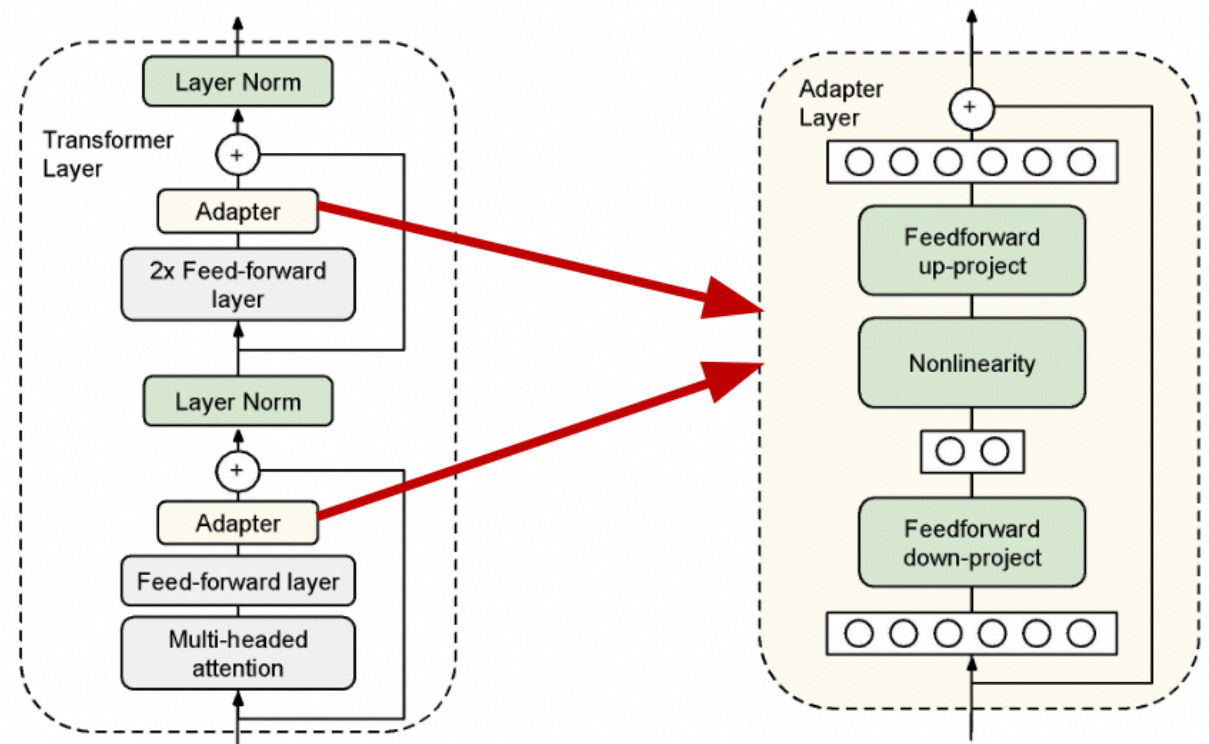 Layer Norm
Transformer
Layer
+
Adapter
2x Feed-forward
layer
Layer Norm
+
Adapter
Feed-forward layer
Multi-headed
attention
Adapter
Layer
+
Feedforward
up-project
Nonlinearity
Feedforward
down-project